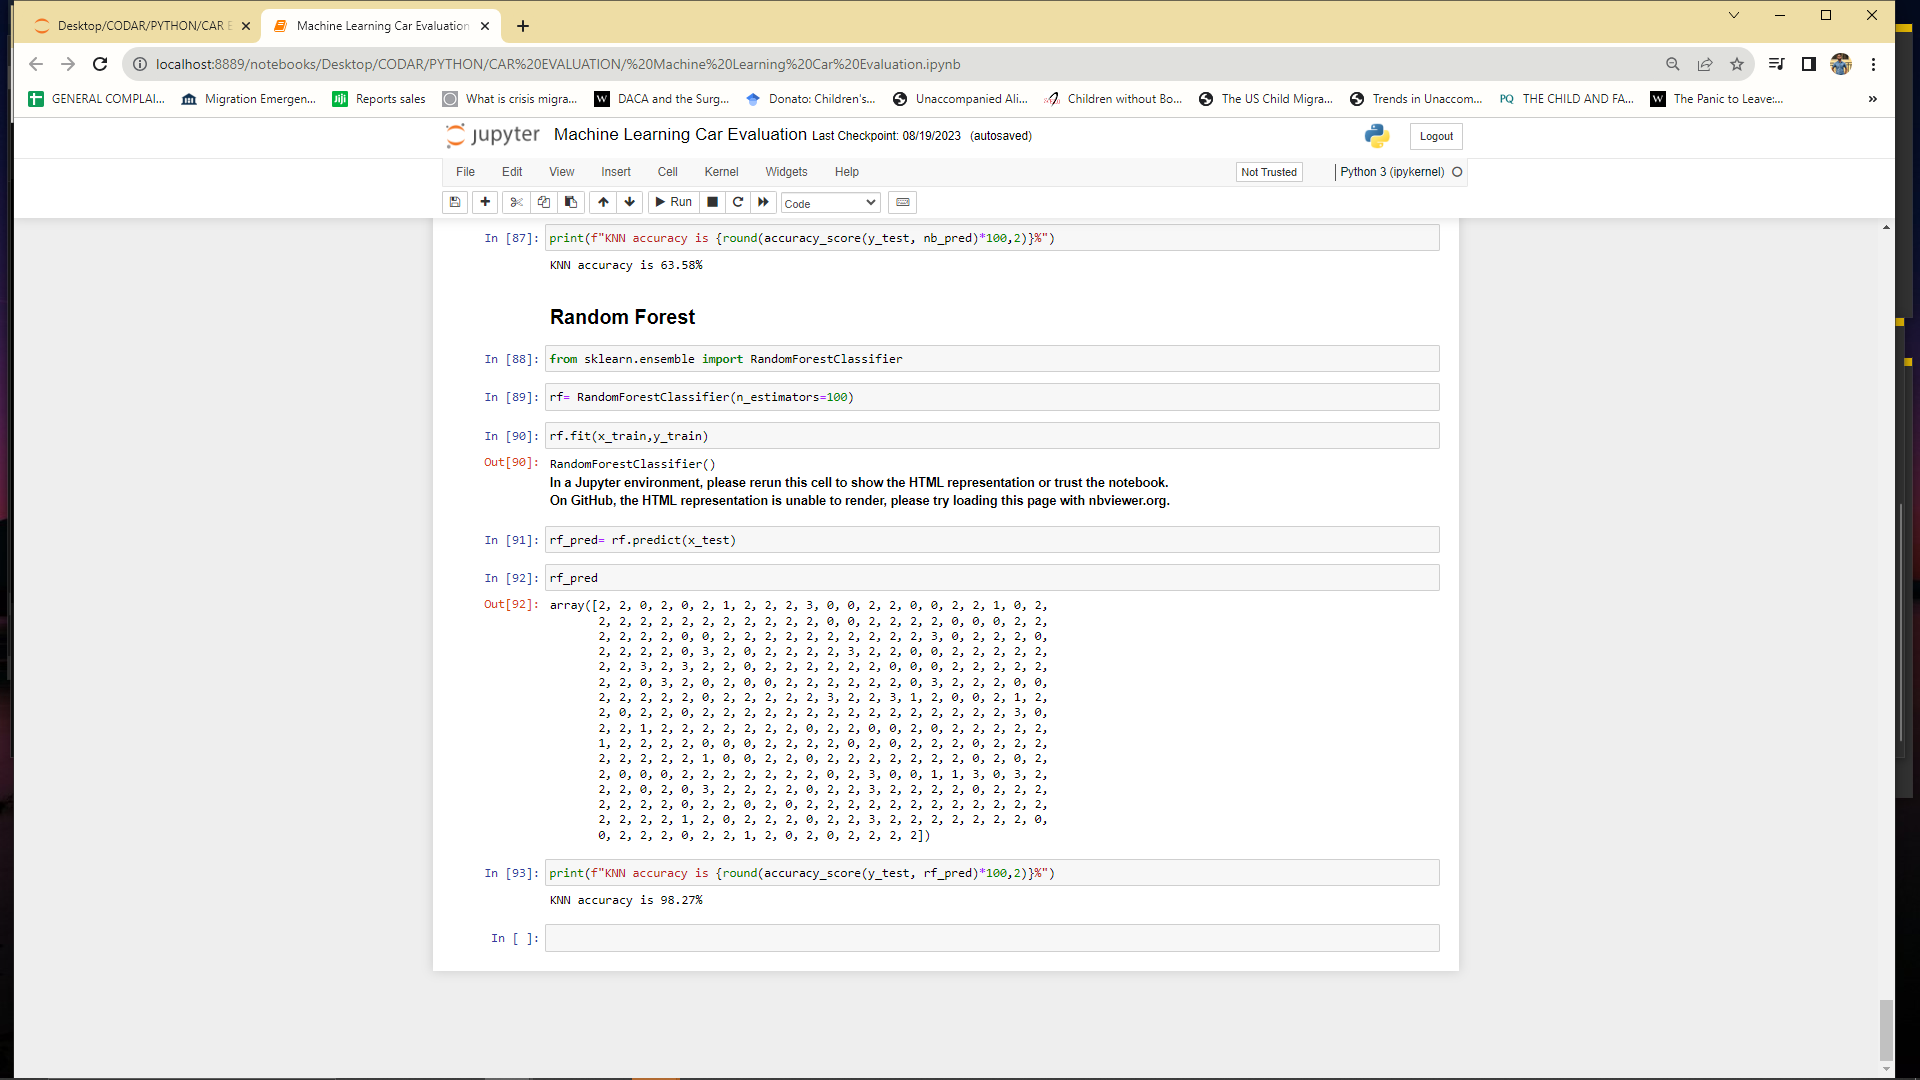 Desktop/CODAR/PYTHON/CAR E
Machine Learning Car Evaluation
localhost:8889/notebooks/Desktop/CODAR/PYTHON/CAR%20EVALUATION/%20Machine%20Learning%20Car%20Evaluation.ipynb
GENERAL COMPLAI... Migration Emergen... Jiji Reports sales What is crisis migra... W DACA and the Surg... Donato: Children's... Unaccompanied Ali... Children without Bo... The US Child Migra... Trends in Unaccom... PQ THE CHILD AND FA... W The Panic to Leave:... »
jupyter Machine Learning Car Evaluation Last Checkpoint: 08/19/2023 (autosaved) Logout
File Edit View Insert Cell Kernel Widgets Help Not Trusted Python 3 (ipykernel)
Run Code
In [87]: print(f"KNN accuracy is {round(accuracy_score(y_test, nb_pred)*100,2)}%")
KNN accuracy is 63.58%
Random Forest
In [88]: from sklearn.ensemble import RandomForestClassifier
In [89]: rf= RandomForestClassifier(n_estimators=100)
In [90]: rf.fit(x_train,y_train)
Out[90]: RandomForestClassifier()
In a Jupyter environment, please rerun this cell to show the HTML representation or trust the notebook.
On GitHub, the HTML representation is unable to render, please try loading this page with nbviewer.org.
In [91]: rf_pred= rf.predict(x_test)
In [92]: rf_pred
Out[92]: array([2, 2, 0, 2, 0, 2, 1, 2, 2, 2, 3, 0, 0, 2, 2, 0, 0, 2, 2, 1, 0, 2,
2, 2, 2, 2, 2, 2, 2, 2, 2, 2, 2, 0, 0, 2, 2, 2, 2, 0, 0, 0, 2, 2,
2, 2, 2, 2, 0, 0, 2, 2, 2, 2, 2, 2, 2, 2, 2, 2, 3, 0, 2, 2, 2, 0,
2, 2, 2, 2, 0, 3, 2, 0, 2, 2, 2, 2, 3, 2, 2, 0, 0, 2, 2, 2, 2, 2,
2, 2, 3, 2, 3, 2, 2, 0, 2, 2, 2, 2, 2, 2, 0, 0, 0, 2, 2, 2, 2, 2,
2, 2, 0, 3, 2, 0, 2, 0, 0, 2, 2, 2, 2, 2, 2, 0, 3, 2, 2, 2, 0, 0,
2, 2, 2, 2, 2, 0, 2, 2, 2, 2, 2, 3, 2, 2, 3, 1, 2, 0, 0, 2, 1, 2,
2, 0, 2, 2, 0, 2, 2, 2, 2, 2, 2, 2, 2, 2, 2, 2, 2, 2, 2, 2, 3, 0,
2, 2, 1, 2, 2, 2, 2, 2, 2, 2, 0, 2, 2, 0, 0, 2, 0, 2, 2, 2, 2, 2,
1, 2, 2, 2, 2, 0, 0, 0, 2, 2, 2, 2, 0, 2, 0, 2, 2, 2, 0, 2, 2, 2,
2, 2, 2, 2, 2, 1, 0, 0, 2, 2, 0, 2, 2, 2, 2, 2, 2, 2, 0, 2, 0, 2,
2, 0, 0, 0, 2, 2, 2, 2, 2, 2, 2, 0, 2, 3, 0, 0, 1, 1, 3, 0, 3, 2,
2, 2, 0, 2, 0, 3, 2, 2, 2, 2, 0, 2, 2, 3, 2, 2, 2, 2, 0, 2, 2, 2,
2, 2, 2, 2, 0, 2, 2, 0, 2, 0, 2, 2, 2, 2, 2, 2, 2, 2, 2, 2, 2, 2,
2, 2, 2, 2, 1, 2, 0, 2, 2, 2, 0, 2, 2, 3, 2, 2, 2, 2, 2, 2, 2, 0,
0, 2, 2, 2, 0, 2, 2, 1, 2, 0, 2, 0, 2, 2, 2, 2])
In [93]: print(f"KNN accuracy is {round(accuracy_score(y_test, rf_pred)*100,2)}%")
KNN accuracy is 98.27%
In [ ]: